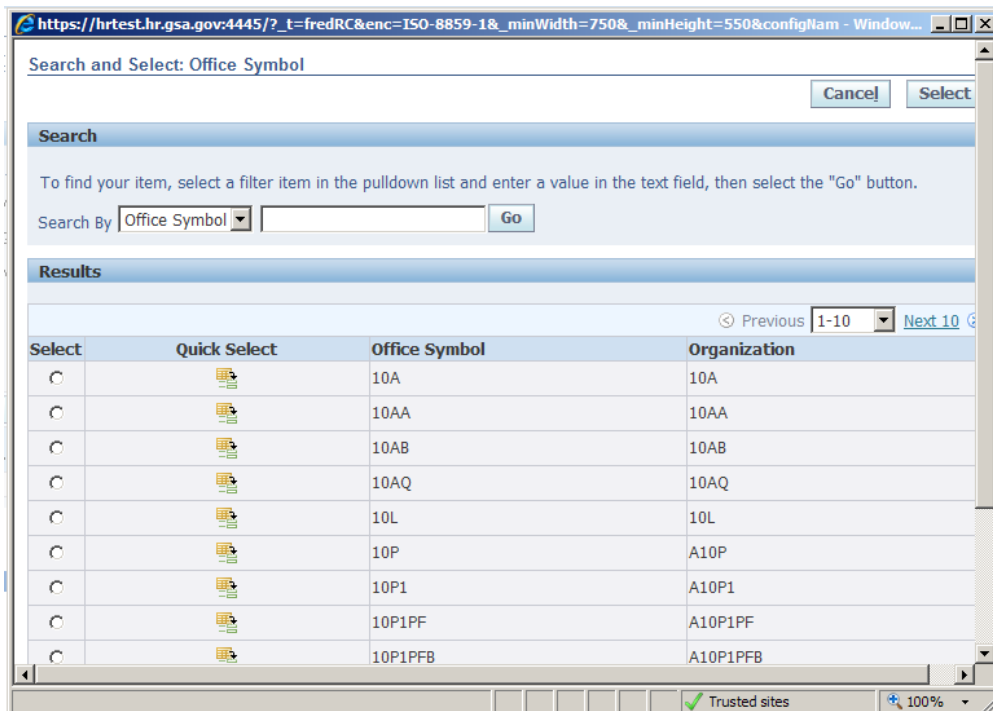 https://hrtest.hr.gsa.gov:4445/?_t=fredRC&enc=ISO-8859-1&_minWidth=750&_minHeight=550&configNam - Window...
Search and Select: Office Symbol
Cancel Select
Search
To find your item, select a filter item in the pulldown list and enter a value in the text field, then select the "Go" button.
Search By Office Symbol Go
Results
Previous 1-10 Next 10
Select Quick Select Office Symbol Organization
10A 10A
10AA 10AA
10AB 10AB
10AQ 10AQ
10L 10L
10P A10P
10P1 A10P1
10P1PF A10P1PF
10P1PFB A10P1PFB
Trusted sites 100%